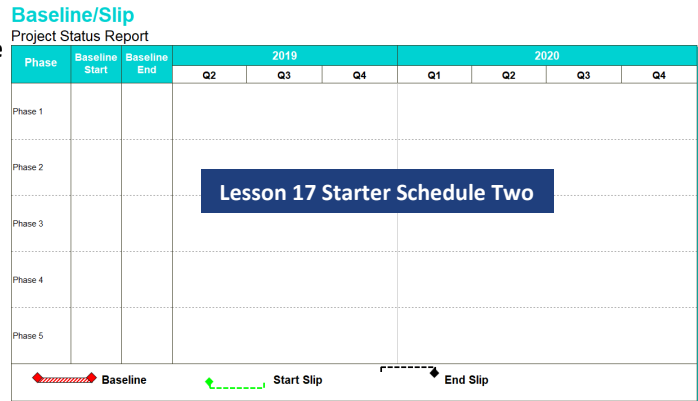 Baseline/Slip
Project Status Report
e
Phase Baseline Start Baseline End 2019 2020
Q2 Q3 Q4 Q1 Q2 Q3 Q4
Phase 1
Phase 2
Lesson 17 Starter Schedule Two
Phase 3
Phase 4
Phase 5
Baseline Start Slip End Slip